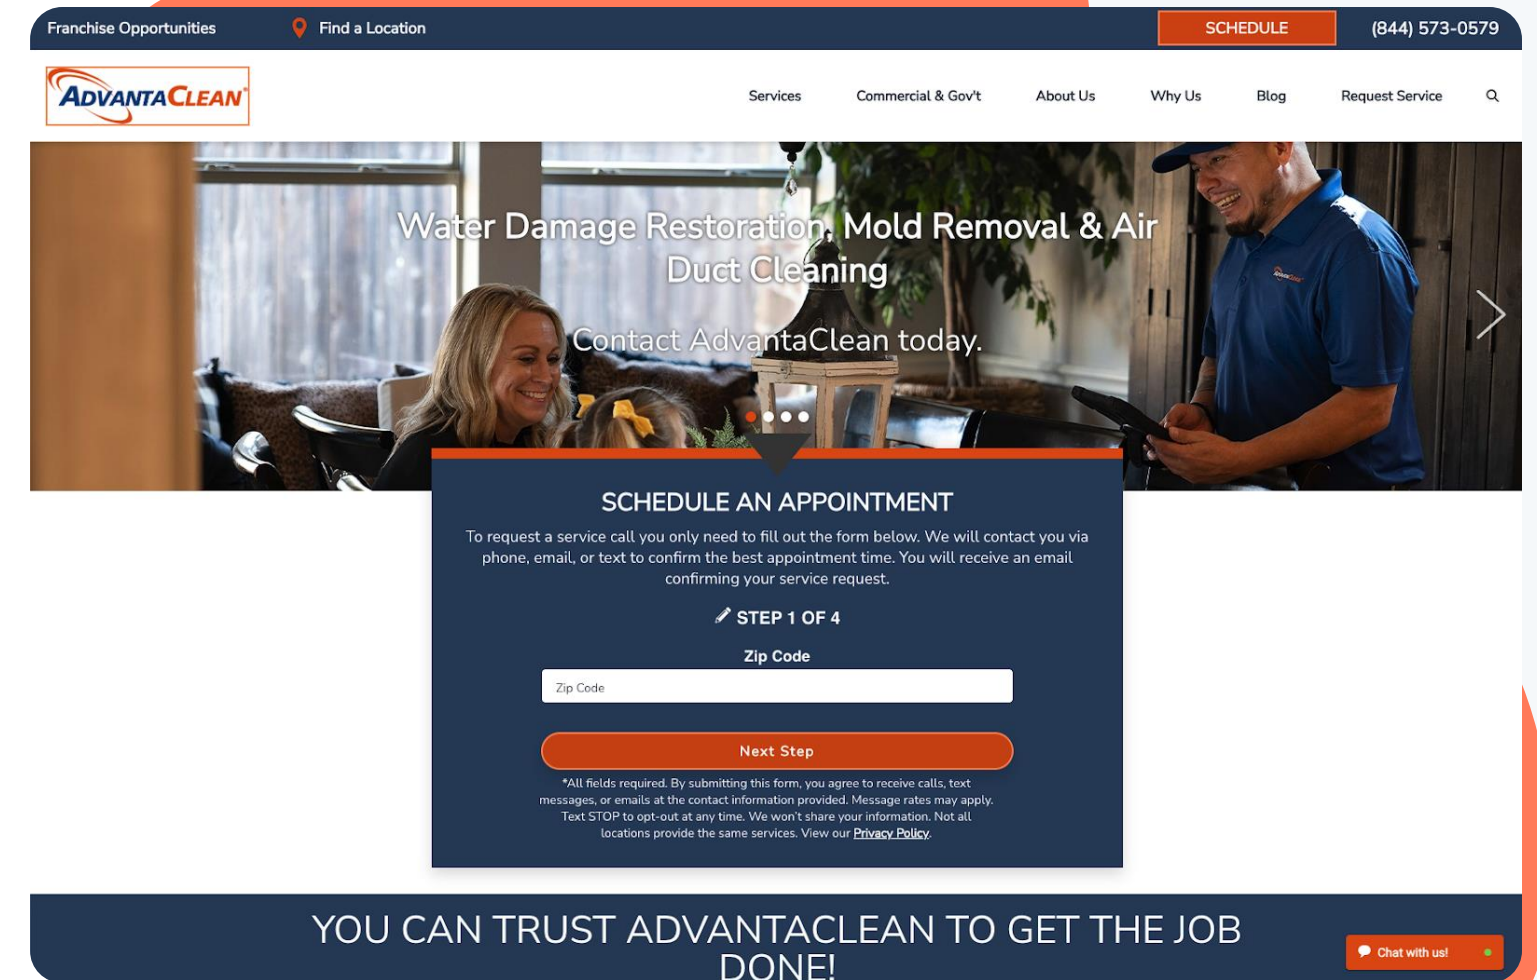 Franchise Opportunities
Find a Location
SCHEDULE
(844) 573-0579
ADVANTACLEAN®
Services
Commercial & Gov't
About Us
Why Us
Blog
Request Service
Water Damage Restoration, Mold Removal & Air
Duct Cleaning
Contact AdvantaClean today.
AdvantaClean
SCHEDULE AN APPOINTMENT
To request a service call you only need to fill out the form below. We will contact you via
phone, email, or text to confirm the best appointment time. You will receive an email
confirming your service request.
STEP 1 OF 4
Zip Code
Zip Code
Next Step
*All fields required. By submitting this form, you agree to receive calls, text
messages, or emails at the contact information provided. Message rates may apply.
Text STOP to opt-out at any time. We won't share your information. Not all
locations provide the same services. View our Privacy Policy.
YOU CAN TRUST ADVANTACLEAN TO GET THE JOB
DONE!
Chat with us!